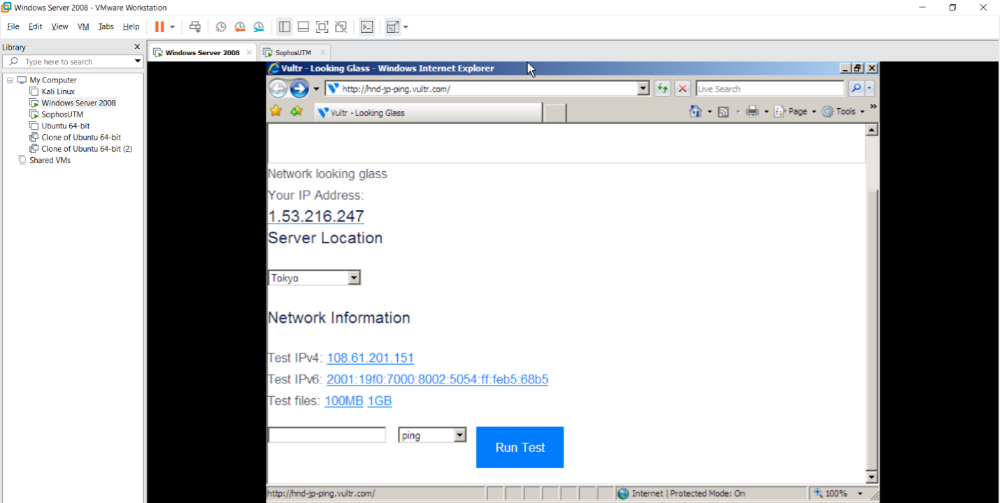 Windows Server 2008 - VMware Workstation
File Edit View VM Tabs Help
Library
Type here to search
My Computer
Kali Linux
Windows Server 2008
SophosUTM
Ubuntu 64-bit
Clone of Ubuntu 64-bit
Clone of Ubuntu 64-bit (2)
Shared VMs
Windows Server 2008 SophosUTM
Vultr - Looking Glass - Windows Internet Explorer
http://hnd-jp-ping.vultr.com/ Live Search
Vultr - Looking Glass Page Tools
Network looking glass
Your IP Address:
1.53.216.247
Server Location
Tokyo
Network Information
Test IPv4: 108.61.201.151
Test IPv6: 2001:19f0:7000:8002:5054:ff:feb5:68b5
Test files: 100MB 1GB
ping Run Test
http://hnd-jp-ping.vultr.com/ Internet | Protected Mode: On 100%